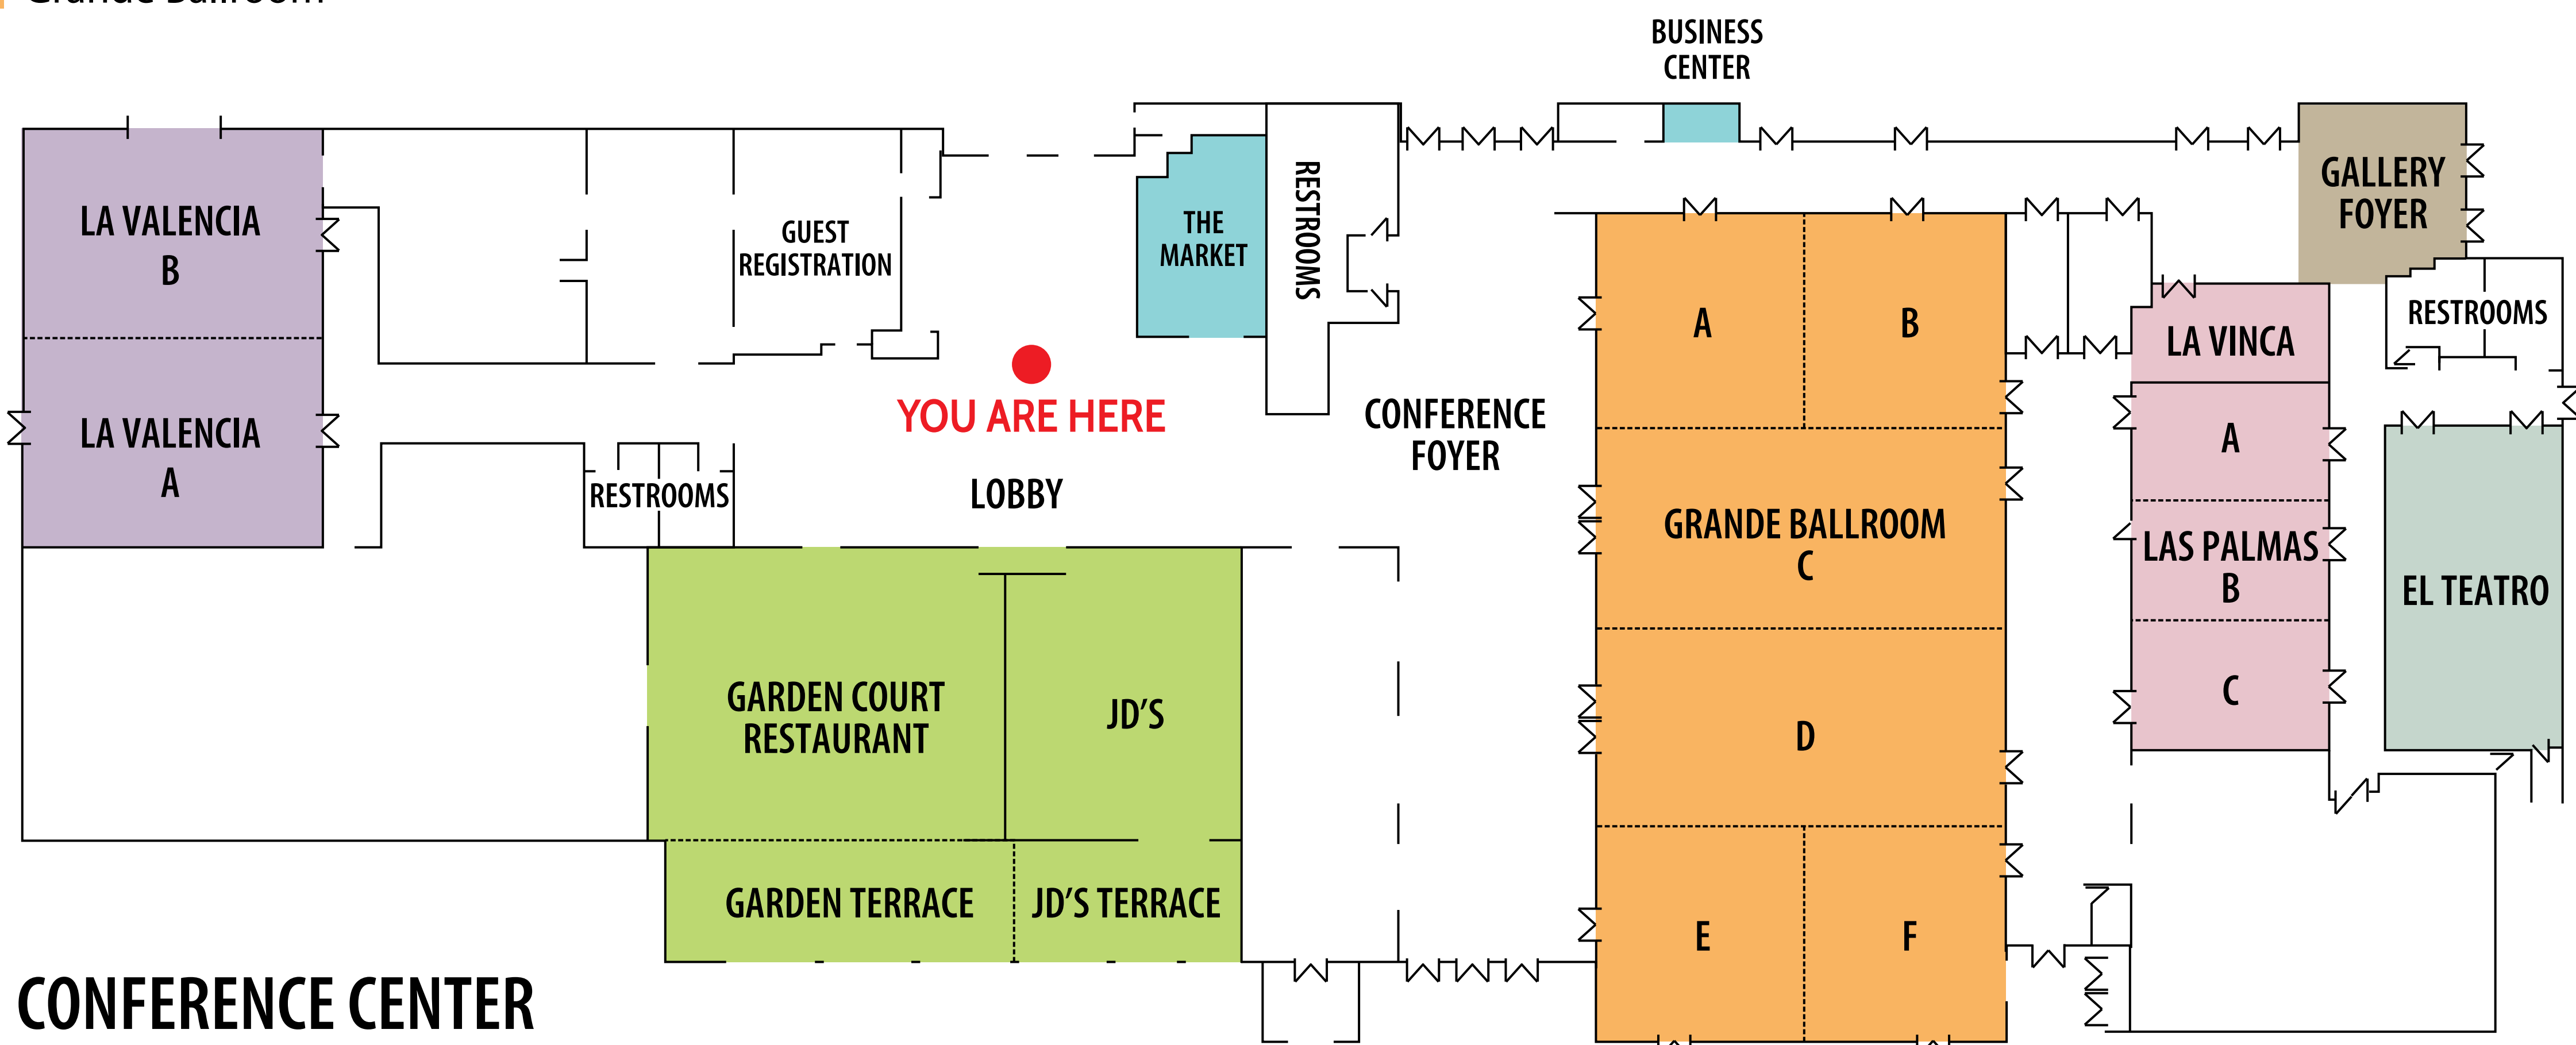 Grande Ballroom
BUSINESS
CENTER
LA VALENCIA
B
LA VALENCIA
A
GUEST
REGISTRATION
THE
MARKET
RESTROOMS
YOU ARE HERE
LOBBY
RESTROOMS
CONFERENCE
FOYER
A
B
GRANDE BALLROOM
C
D
E
F
GALLERY
FOYER
RESTROOMS
LA VINCA
A
LAS PALMAS
B
C
EL TEATRO
GARDEN COURT
RESTAURANT
JD'S
GARDEN TERRACE
JD'S TERRACE
CONFERENCE CENTER